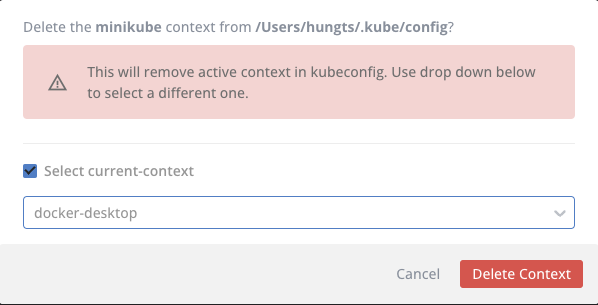 Delete the minikube context from /Users/hungts/.kube/config?
This will remove active context in kubeconfig. Use drop down below
to select a different one.
Select current-context
docker-desktop
Cancel
Delete Context